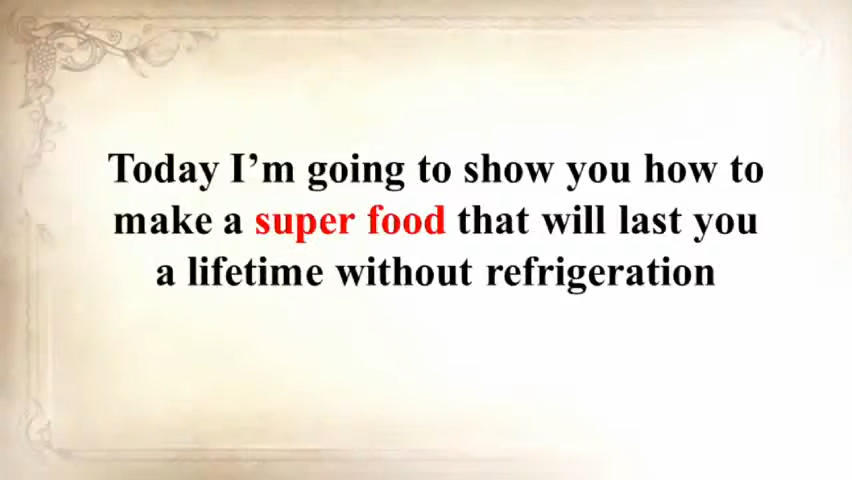 Today I’m going to show you how to
make a super food that will last you
a lifetime without refrigeration